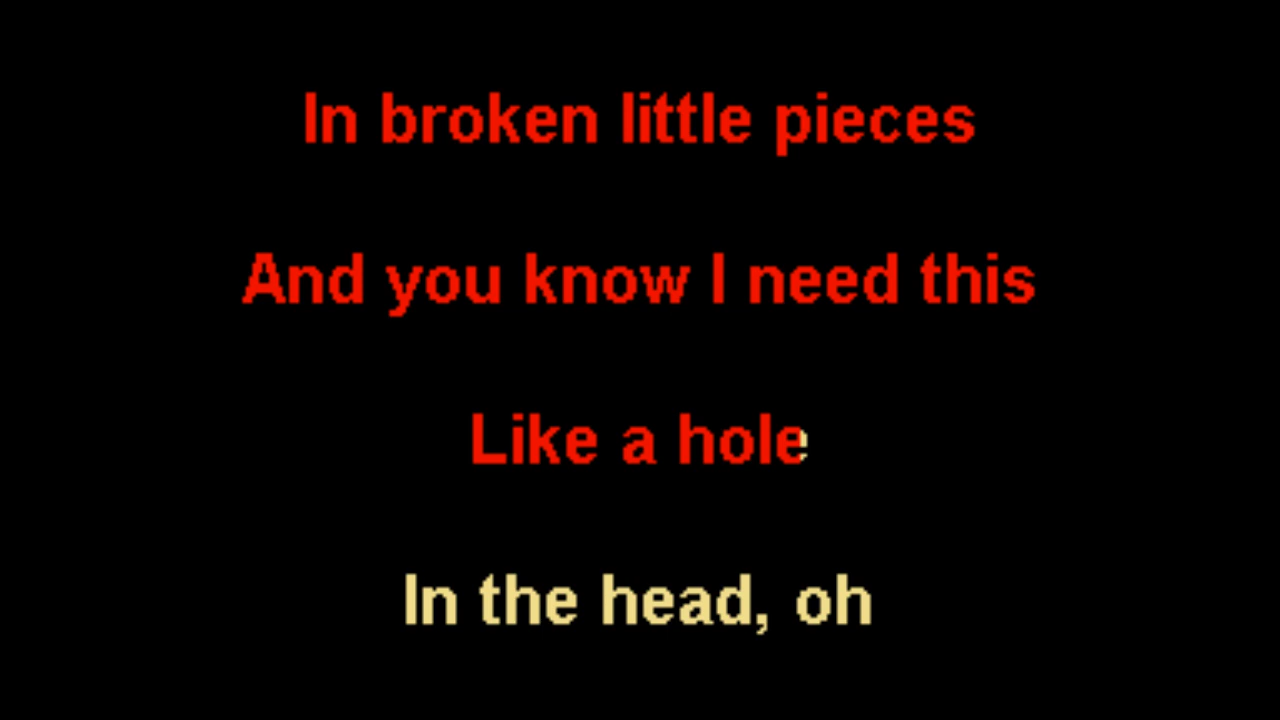 In broken little pieces
And you know I need this
Like a hole
In the head, oh